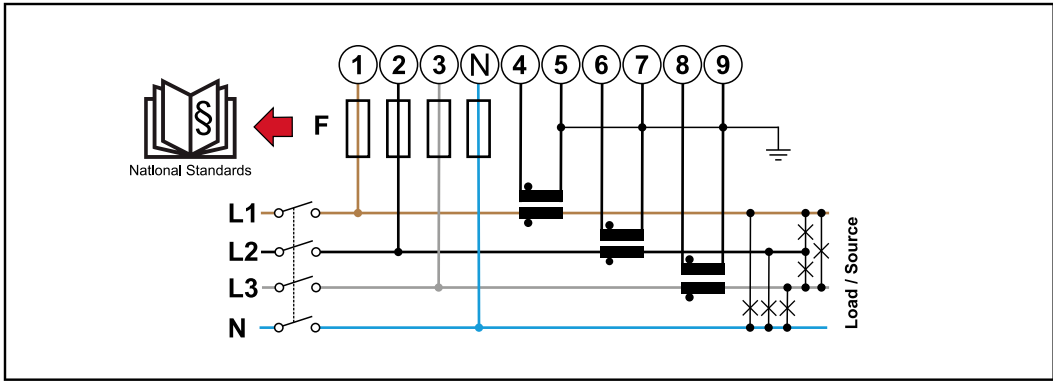 1 2 3 N 4 5 6 7 8 9
§
F
National Standards
L1
L2
L3
N
Load / Source